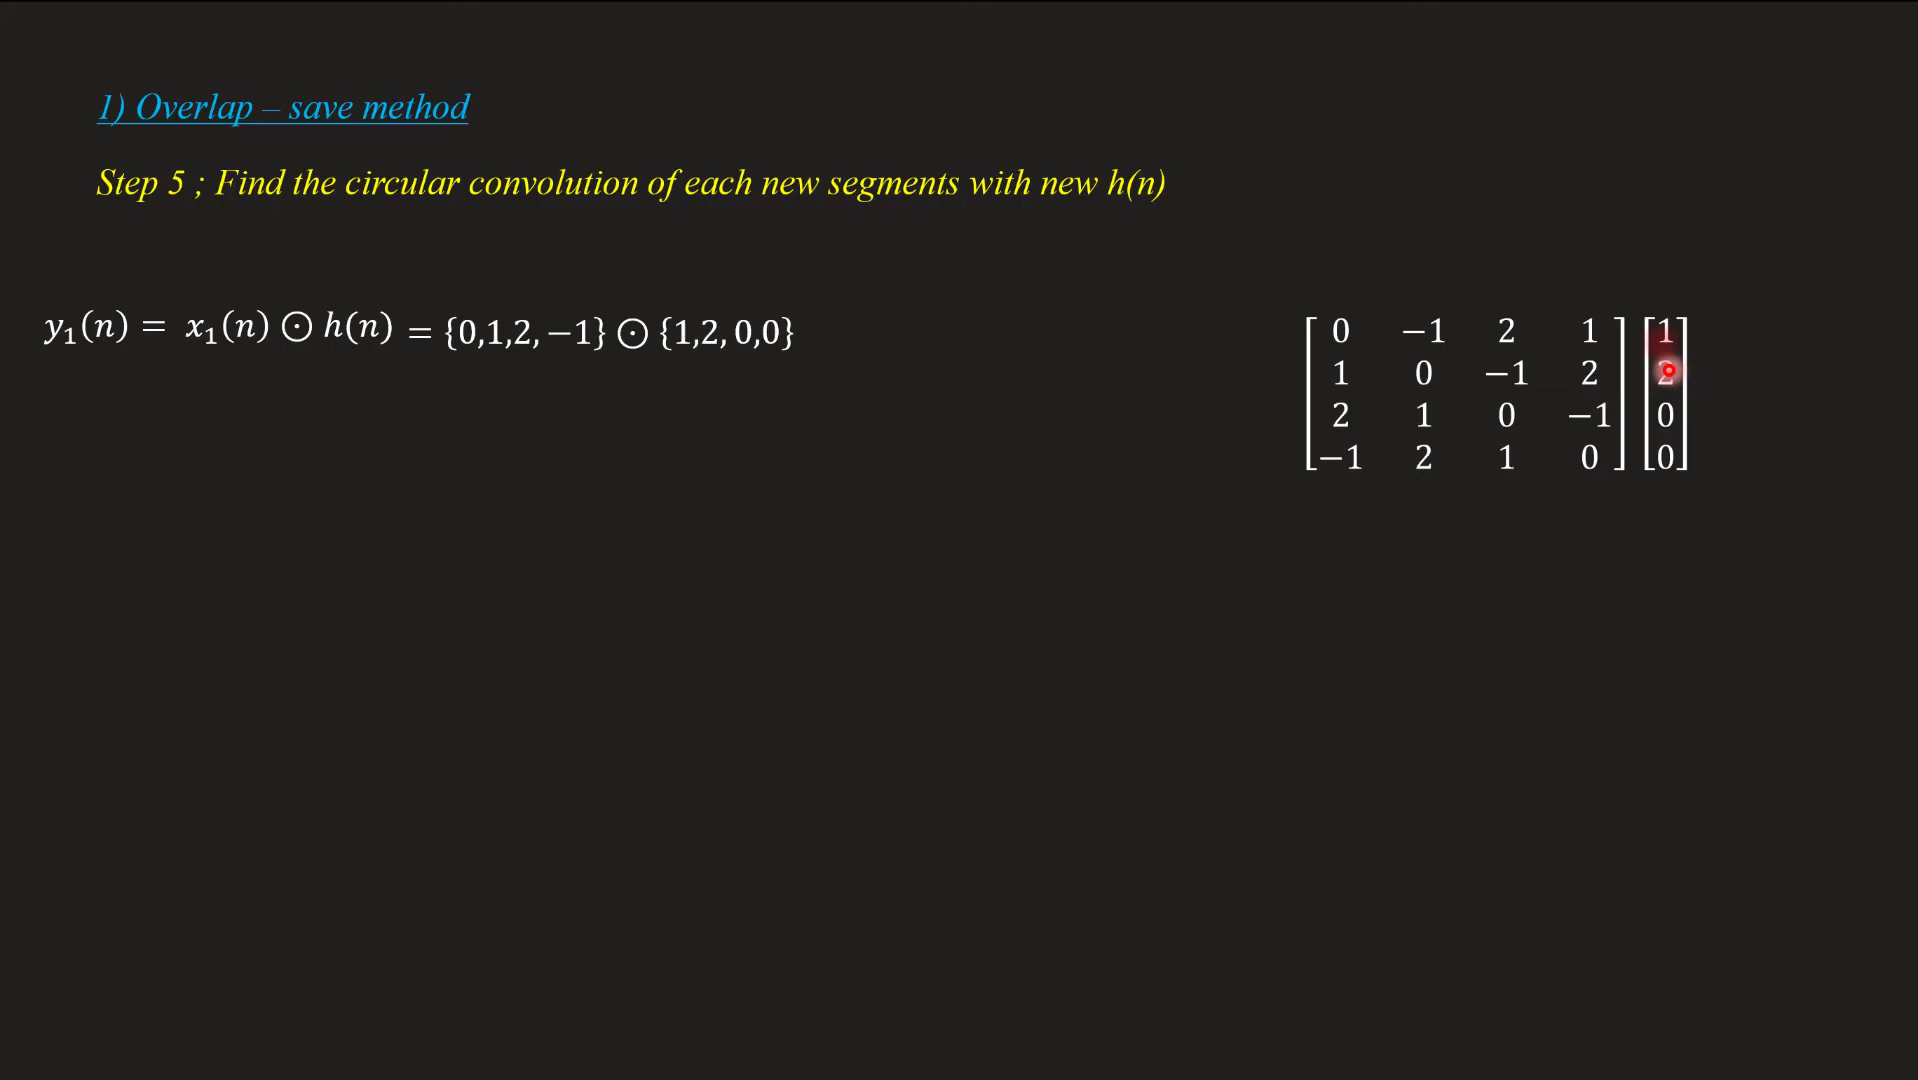 1) Overlap – save method
Step 5 ; Find the circular convolution of each new segments with new h(n)
y₁(n) = x₁(n) ⊙ h(n) = {0,1,2, −1} ⊙ {1,2, 0,0}
0 −1 2 1 1
1 0 −1 2 2
2 1 0 −1 0
−1 2 1 0 0